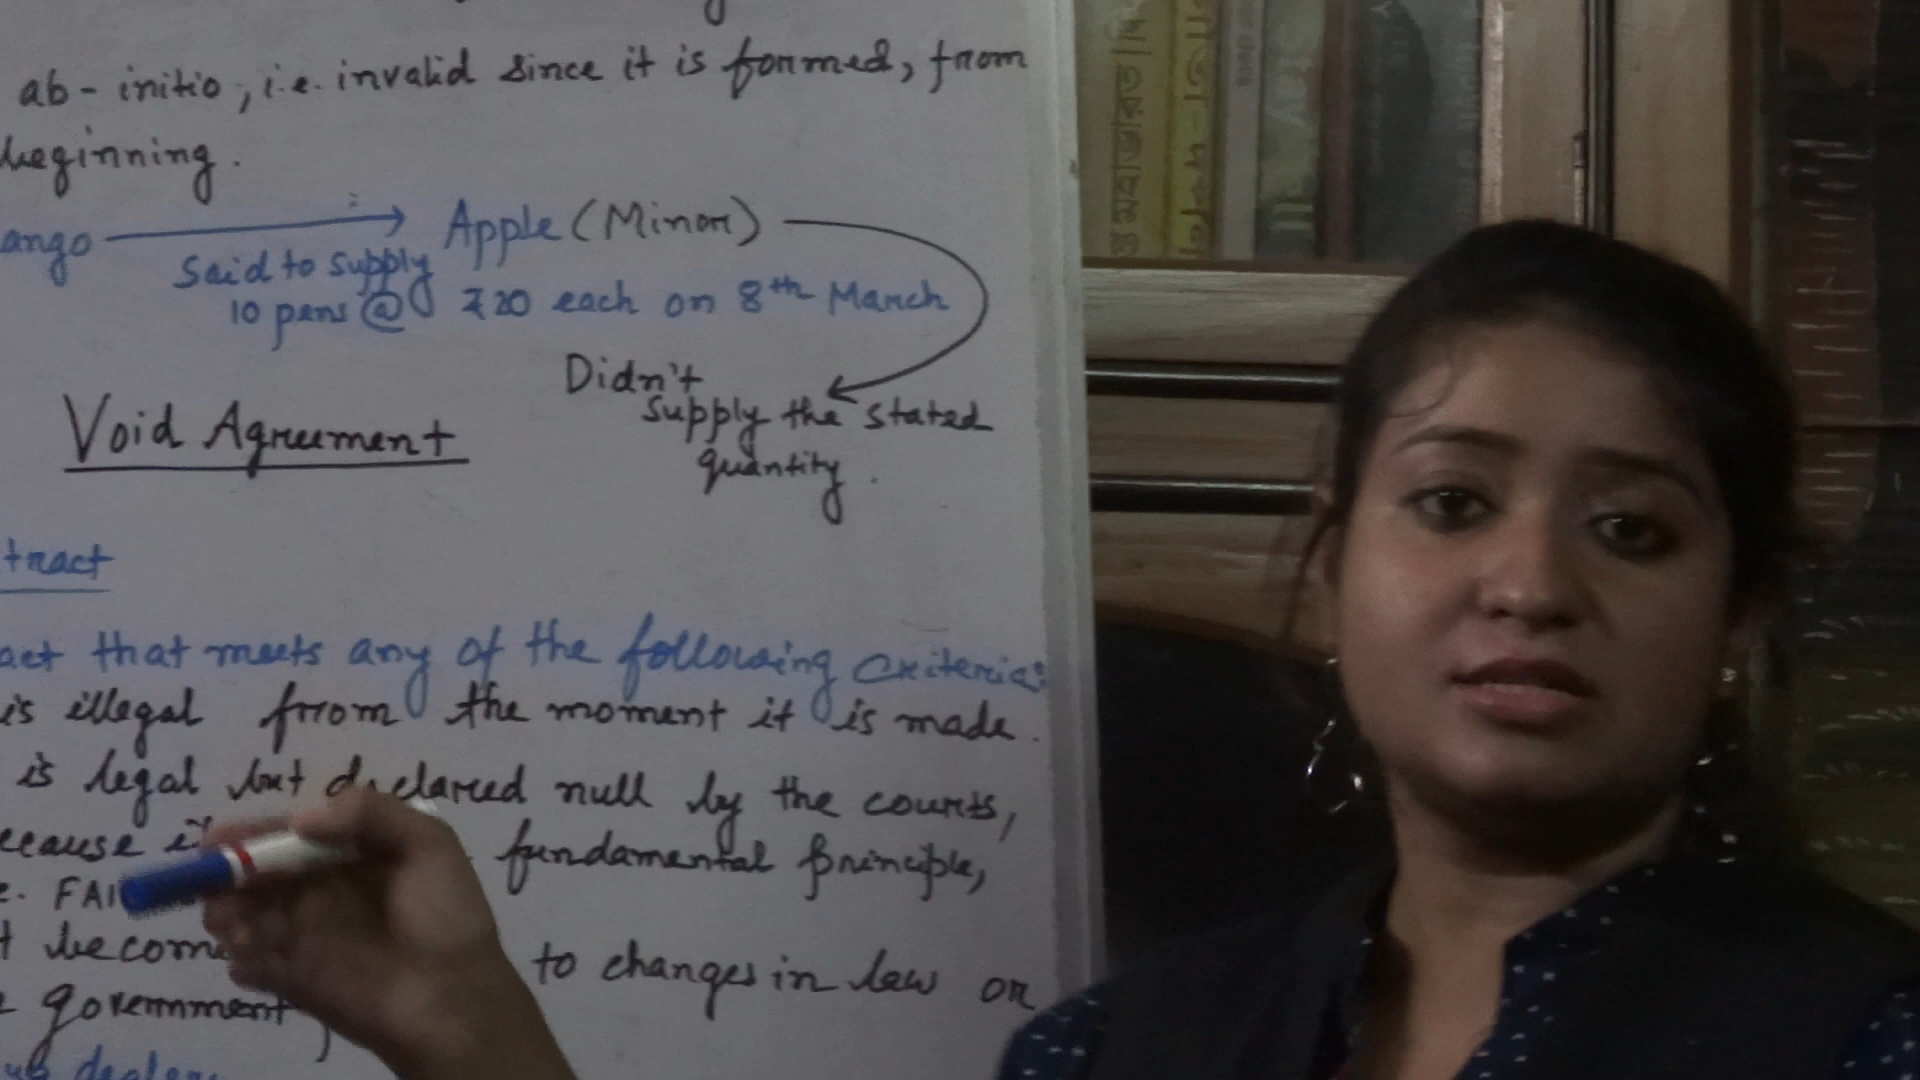 ab-initio, i.e. invalid since it is formed, from
beginning.
ango
Apple (Minor)
Said to supply
10 pens @ ₹20 each on 8th March
Didn't
supply the stated
quantity.
Void Agreement
tract
act that meets any of the following criteria:
is illegal from the moment it is made.
is legal but declared null by the courts,
ecause fundamental principle,
e. FAI
t becom to changes in law or
government,